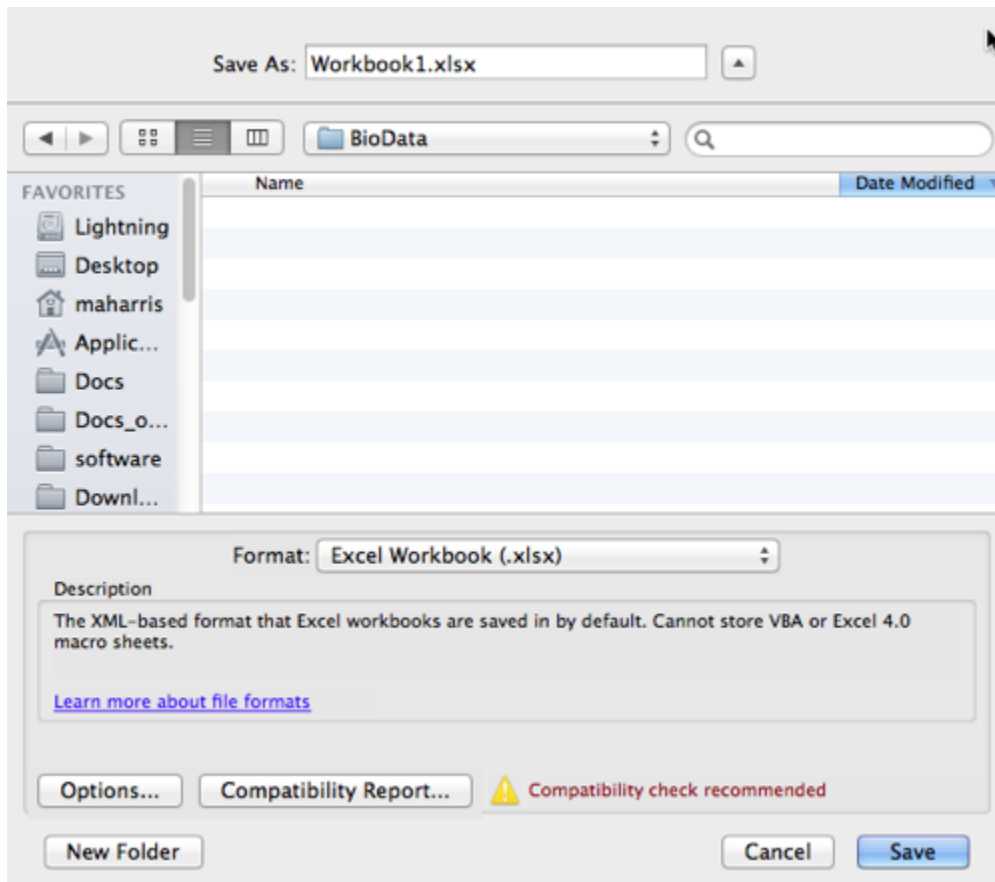 Save As: Workbook1.xlsx
BioData
FAVORITES
Name
Date Modified
Lightning
Desktop
maharris
Applic...
Docs
Docs_o...
software
Downl...
Format: Excel Workbook (.xlsx)
Description
The XML-based format that Excel workbooks are saved in by default. Cannot store VBA or Excel 4.0
macro sheets.
Learn more about file formats
Options...
Compatibility Report...
Compatibility check recommended
New Folder
Cancel
Save